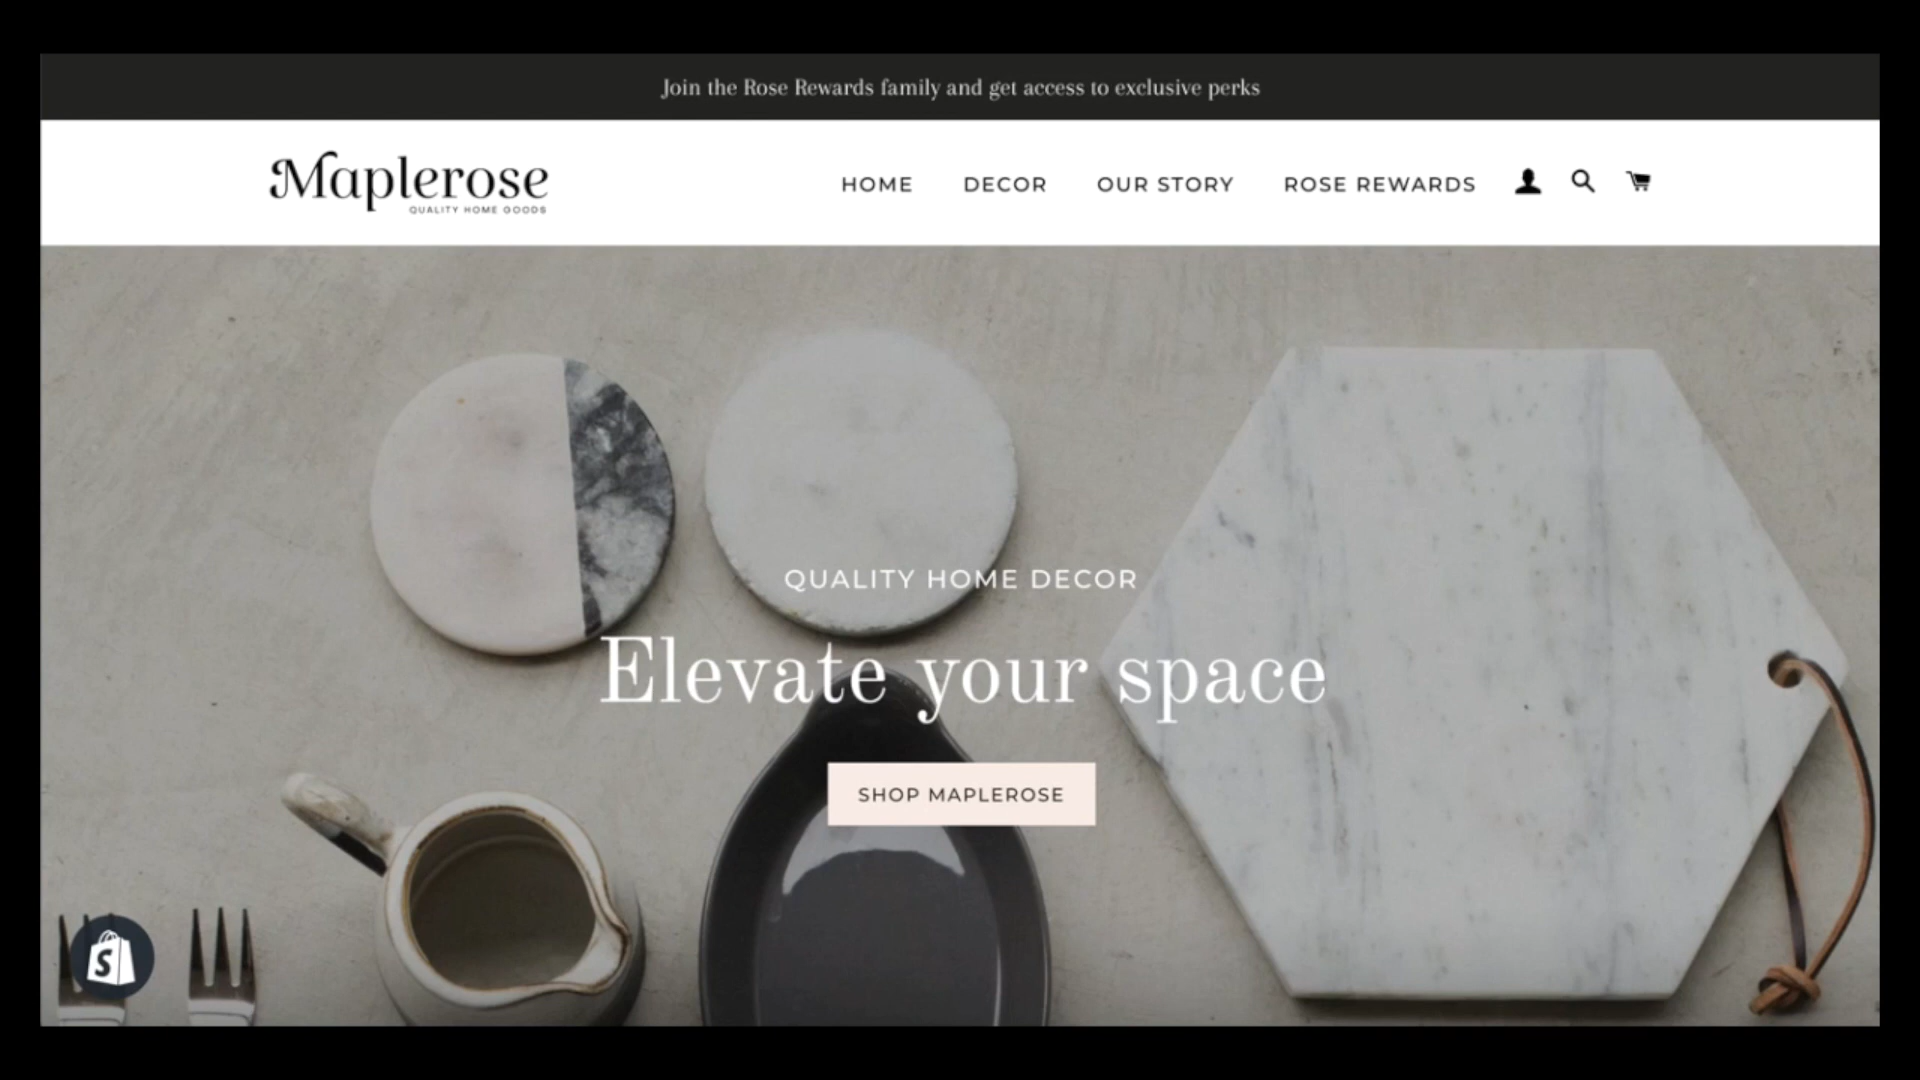 Join the Rose Rewards family and get access to exclusive perks
Maplerose
QUALITY HOME GOODS
HOME DECOR OUR STORY ROSE REWARDS
QUALITY HOME DECOR
Elevate your space
SHOP MAPLEROSE
S